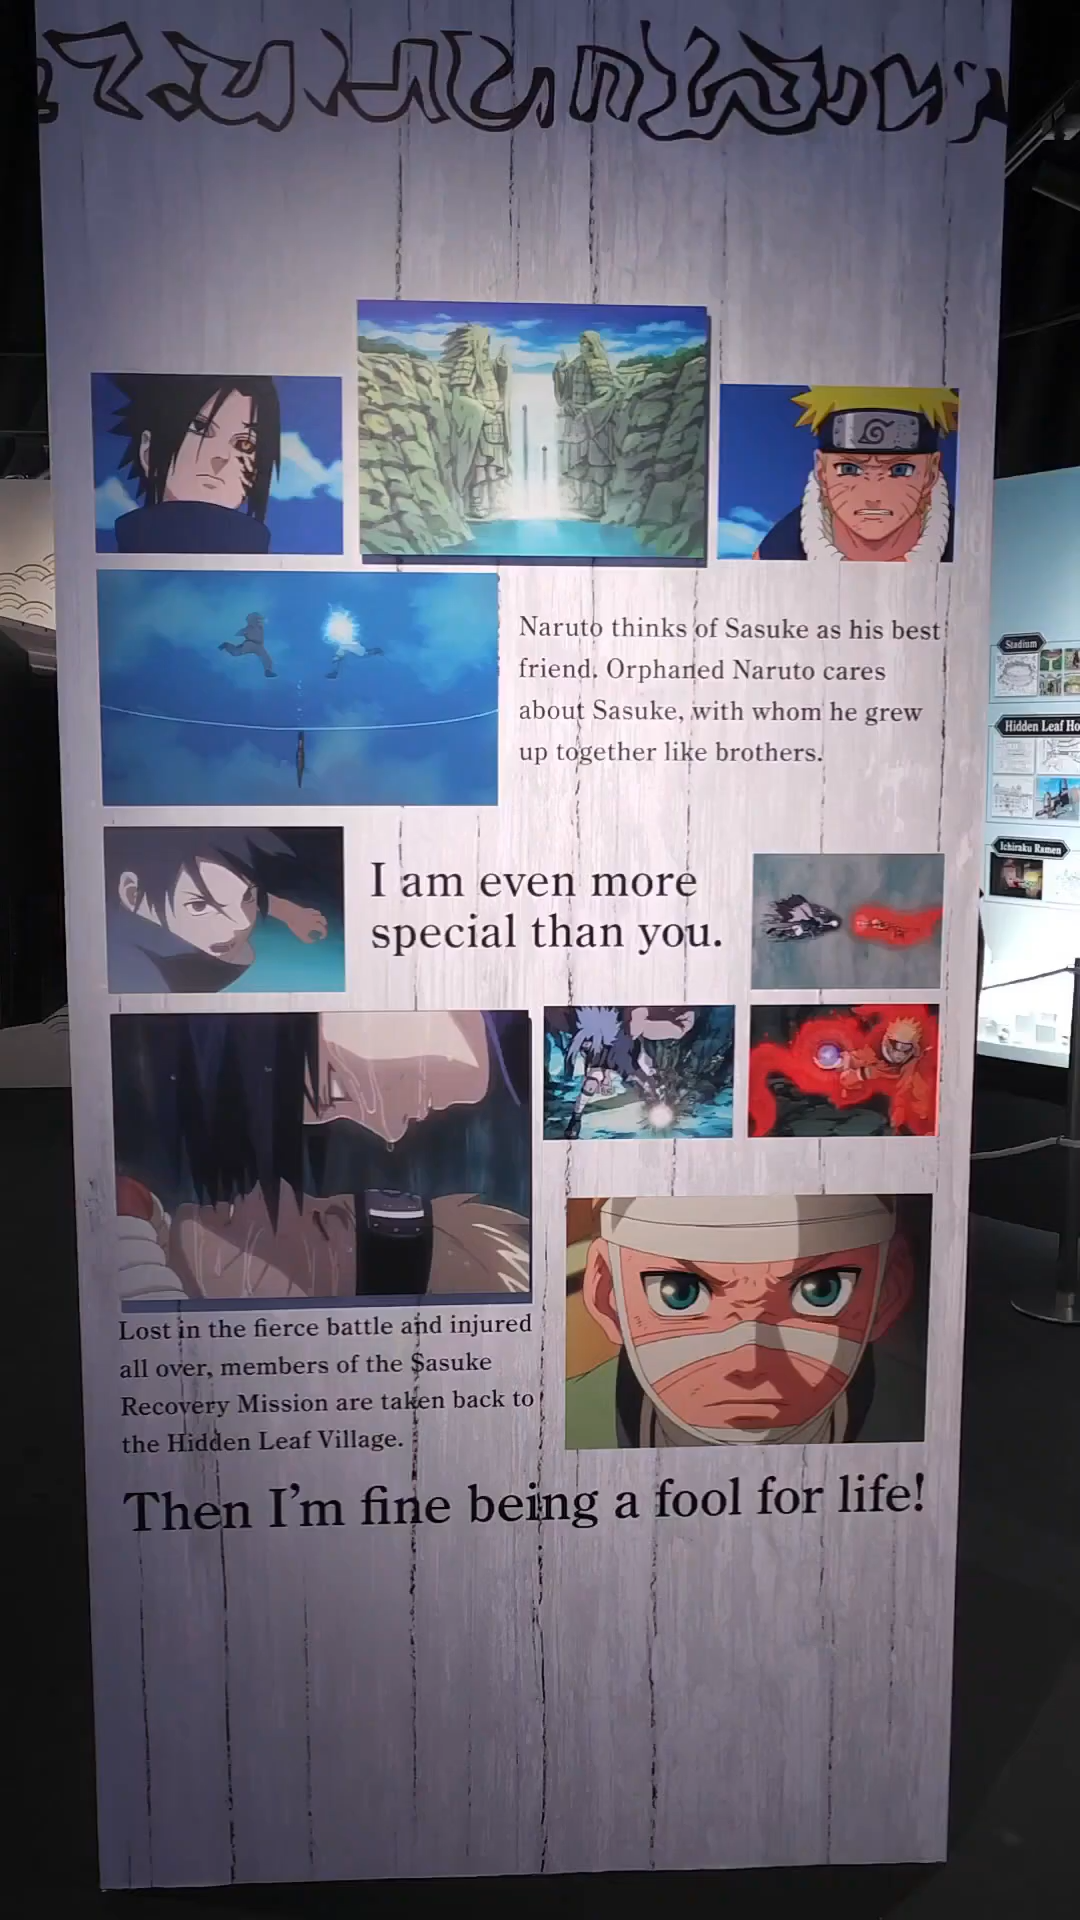 Naruto thinks of Sasuke as his best
friend. Orphaned Naruto cares
about Sasuke, with whom he grew
up together like brothers.
I am even more
special than you.
Lost in the fierce battle and injured
all over, members of the Sasuke
Recovery Mission are taken back to
the Hidden Leaf Village.
Then I'm fine being a fool for life!
Stadium
Hidden Leaf Ho
Ichiraku Ramen